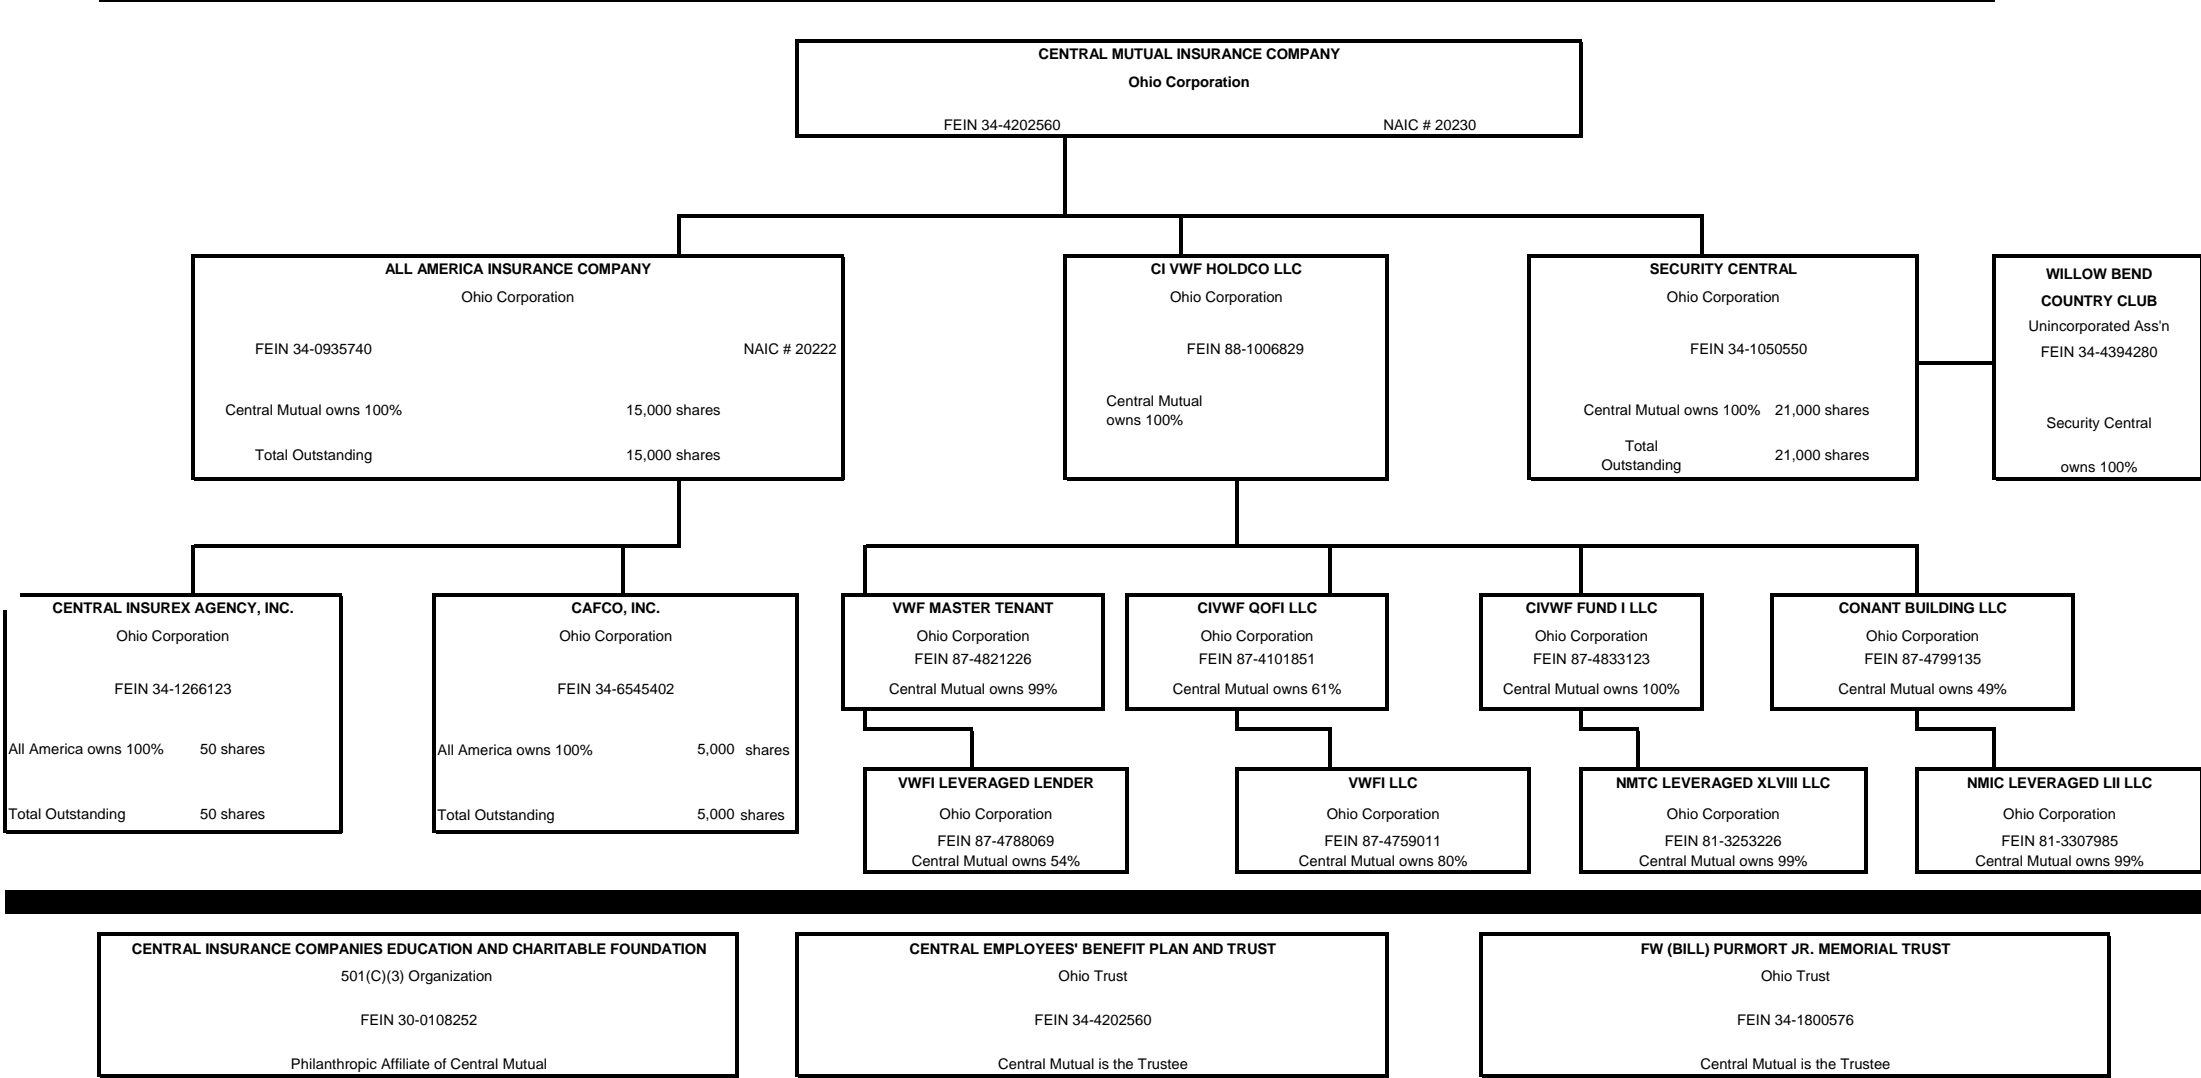 CENTRAL MUTUAL INSURANCE COMPANY
Ohio Corporation
FEIN 34-4202560 NAIC # 20230
ALL AMERICA INSURANCE COMPANY
Ohio Corporation
FEIN 34-0935740 NAIC # 20222
Central Mutual owns 100% 15,000 shares
Total Outstanding 15,000 shares
CI VWF HOLDCO LLC
Ohio Corporation
FEIN 88-1006829
Central Mutual
owns 100%
SECURITY CENTRAL
Ohio Corporation
FEIN 34-1050550
Central Mutual owns 100% 21,000 shares
Total
Outstanding 21,000 shares
WILLOW BEND
COUNTRY CLUB
Unincorporated Ass'n
FEIN 34-4394280
Security Central
owns 100%
CENTRAL INSUREX AGENCY, INC.
Ohio Corporation
FEIN 34-1266123
All America owns 100% 50 shares
Total Outstanding 50 shares
CAFCO, INC.
Ohio Corporation
FEIN 34-6545402
All America owns 100% 5,000 shares
Total Outstanding 5,000 shares
VWF MASTER TENANT
Ohio Corporation
FEIN 87-4821226
Central Mutual owns 99%
CIVWF QOFI LLC
Ohio Corporation
FEIN 87-4101851
Central Mutual owns 61%
CIVWF FUND I LLC
Ohio Corporation
FEIN 87-4833123
Central Mutual owns 100%
CONANT BUILDING LLC
Ohio Corporation
FEIN 87-4799135
Central Mutual owns 49%
VWFI LEVERAGED LENDER
Ohio Corporation
FEIN 87-4788069
Central Mutual owns 54%
VWFI LLC
Ohio Corporation
FEIN 87-4759011
Central Mutual owns 80%
NMTC LEVERAGED XLVIII LLC
Ohio Corporation
FEIN 81-3253226
Central Mutual owns 99%
NMIC LEVERAGED LII LLC
Ohio Corporation
FEIN 81-3307985
Central Mutual owns 99%
CENTRAL INSURANCE COMPANIES EDUCATION AND CHARITABLE FOUNDATION
501(C)(3) Organization
FEIN 30-0108252
Philanthropic Affiliate of Central Mutual
CENTRAL EMPLOYEES' BENEFIT PLAN AND TRUST
Ohio Trust
FEIN 34-4202560
Central Mutual is the Trustee
FW (BILL) PURMORT JR. MEMORIAL TRUST
Ohio Trust
FEIN 34-1800576
Central Mutual is the Trustee